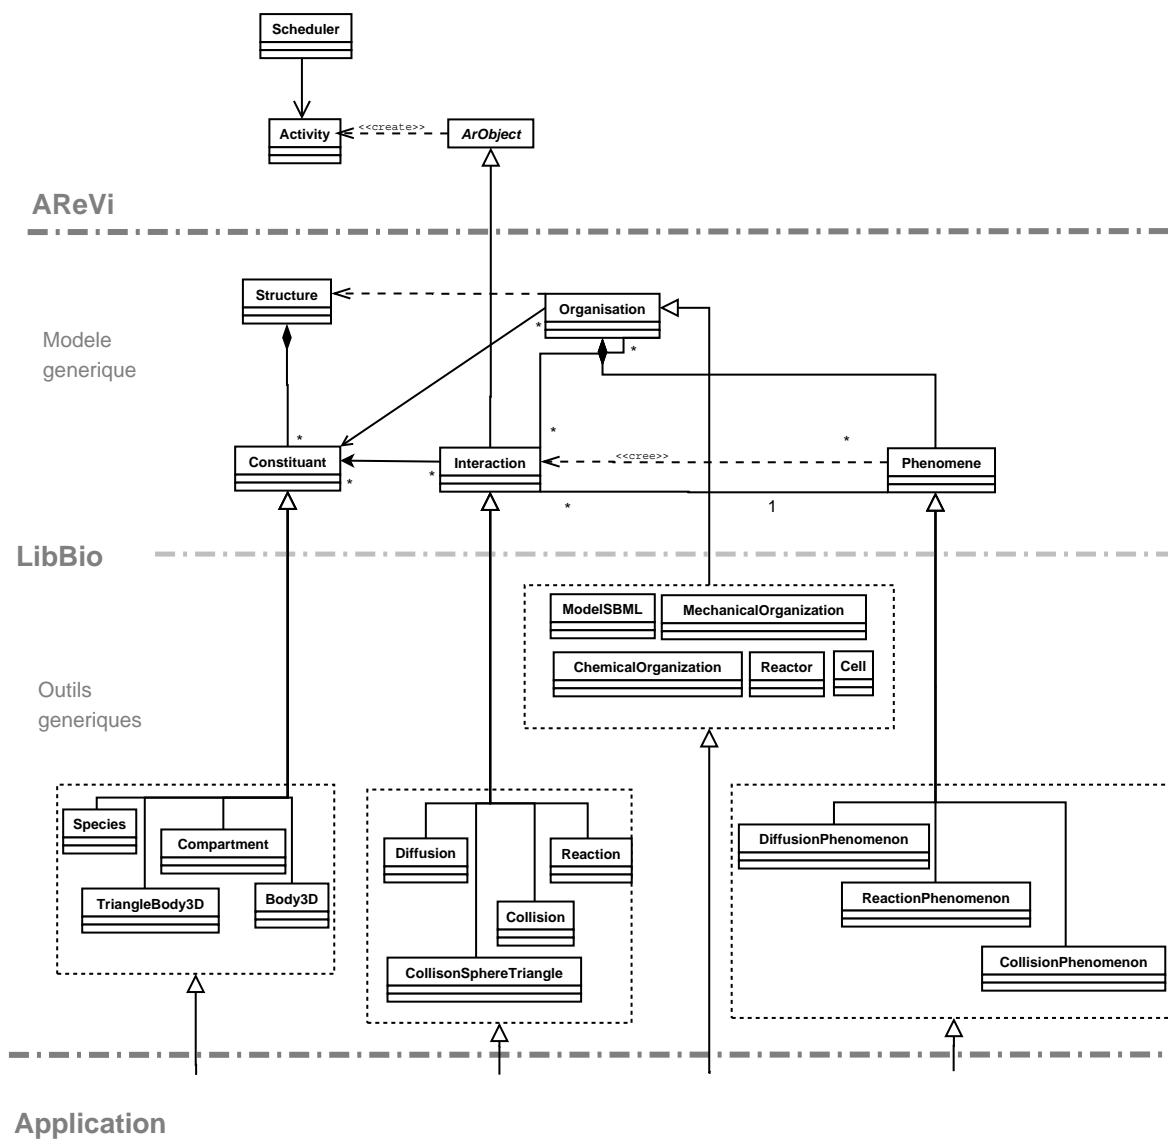 Scheduler
Activity
<<create>>
ArObject
AReVi
Structure
Organisation
*
*
Modele
generique
*
*
*
Constituant
*
*
Interaction
<<cree>>
Phenomene
*
1
LibBio
ModelSBML
MechanicalOrganization
ChemicalOrganization
Reactor
Cell
Outils
generiques
Species
Compartment
TriangleBody3D
Body3D
Diffusion
Reaction
Collision
CollisonSphereTriangle
DiffusionPhenomenon
ReactionPhenomenon
CollisionPhenomenon
Application